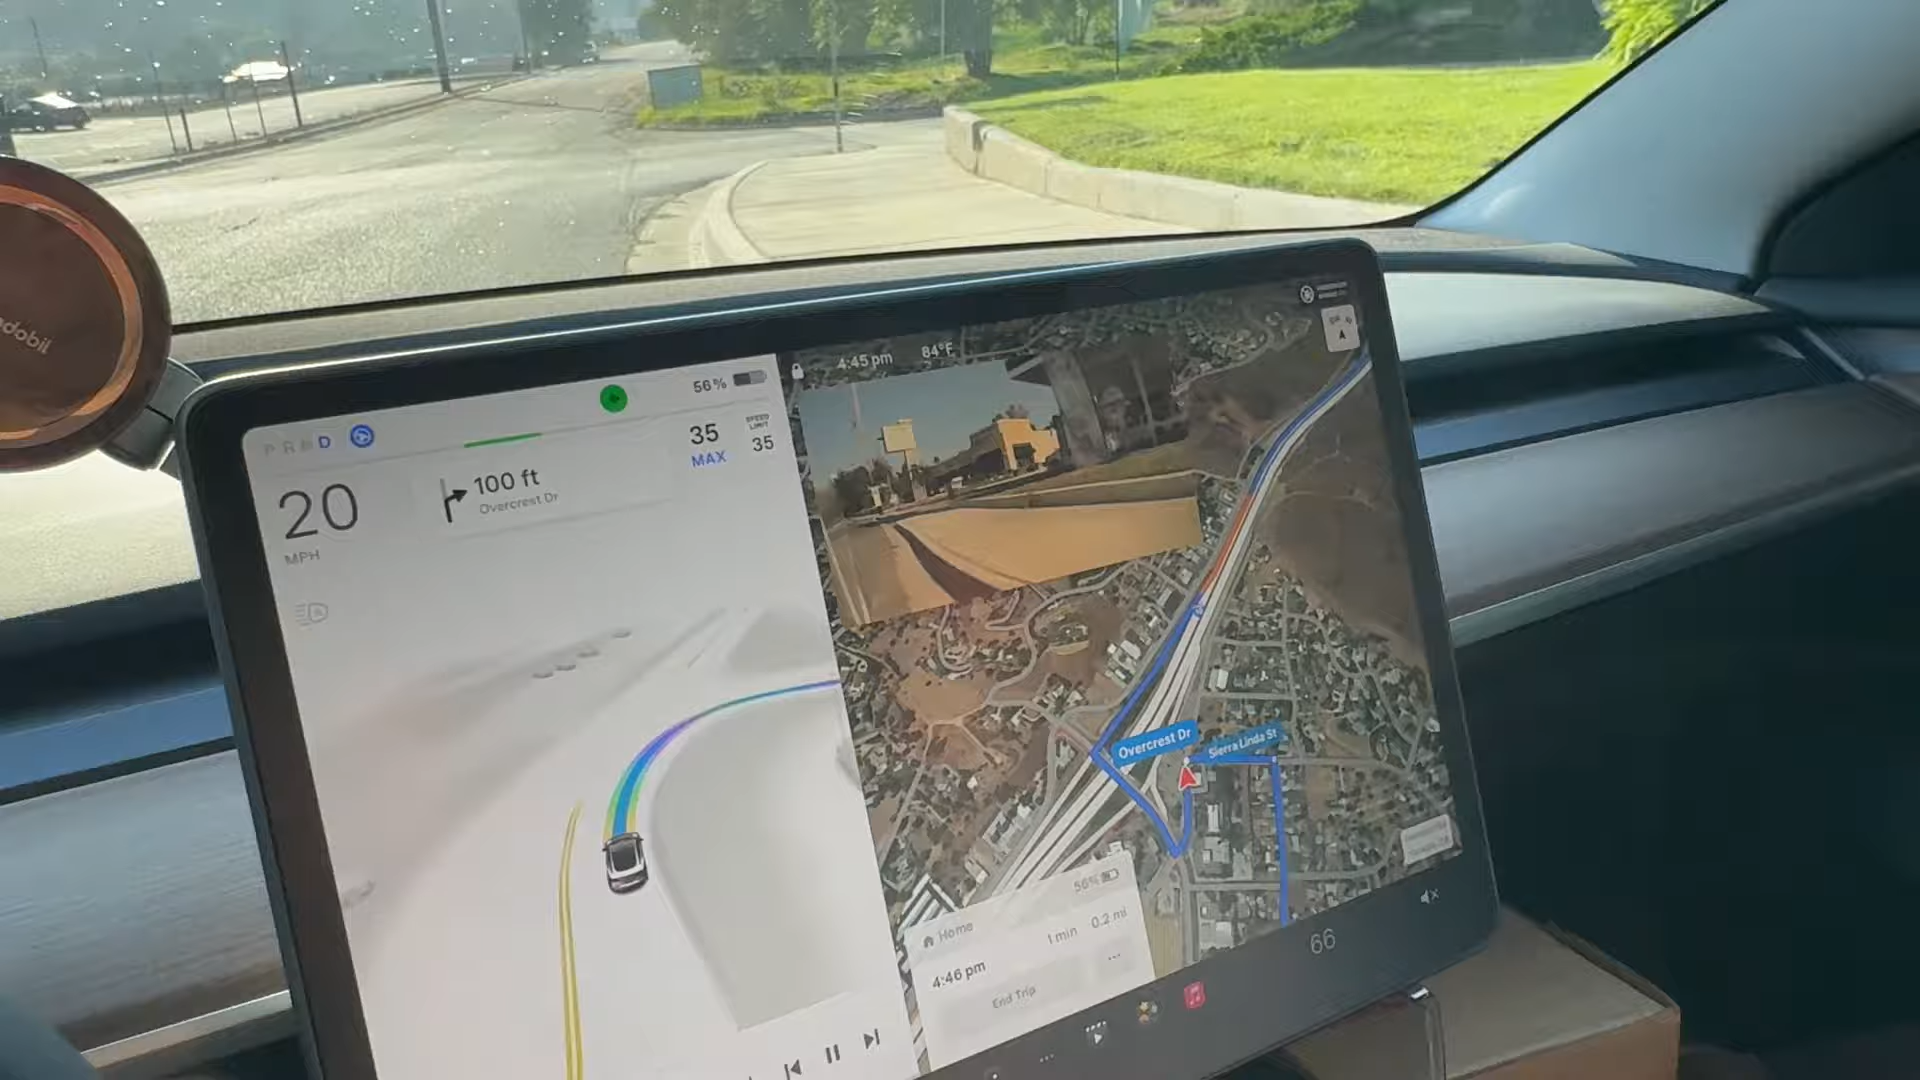 adobil
P R N D
20
MPH
100 ft
Overcrest Dr
56%
35
MAX
SPEED
LIMIT
35
4:45 pm
84°F
Overcrest Dr
Sierra Linda St
56%
Home
1 min
0.2 mi
4:46 pm
End Trip
66